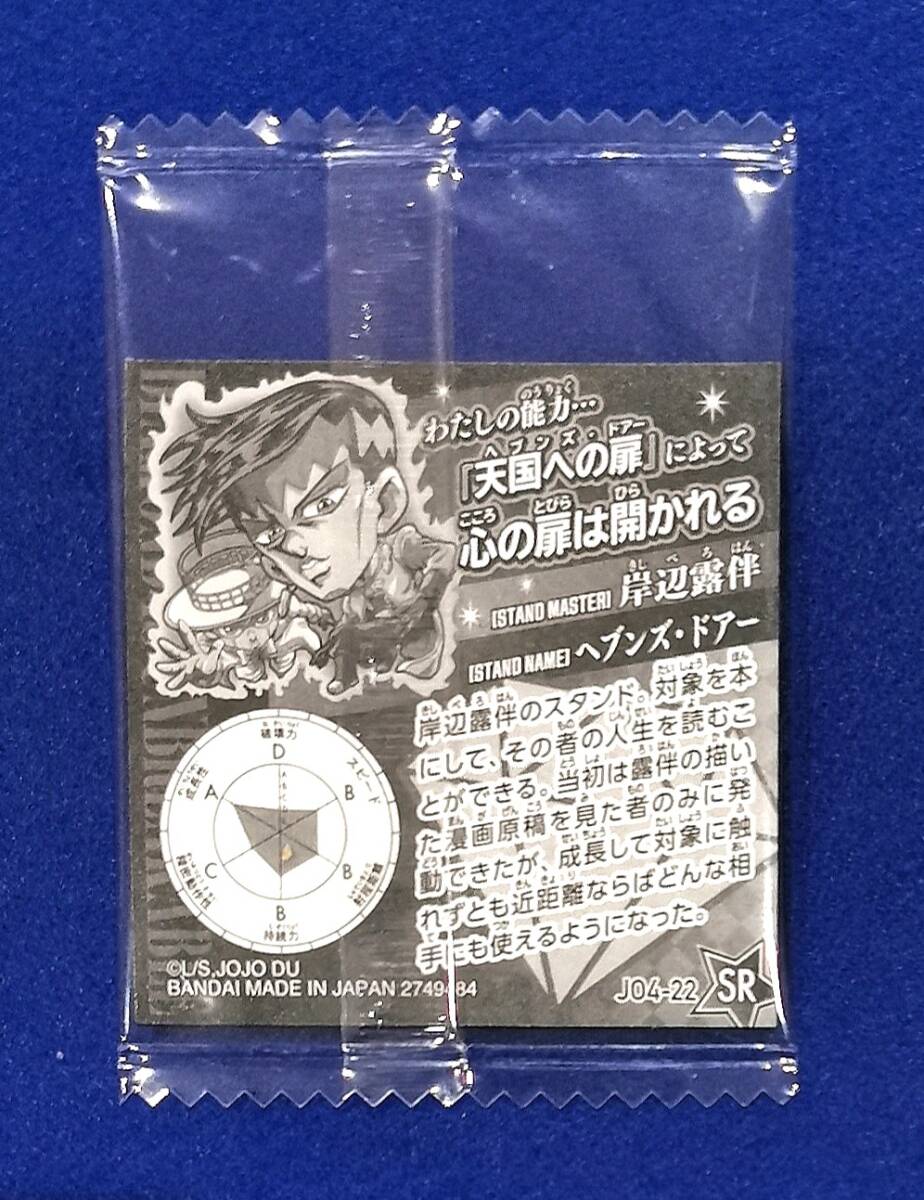 わたしの能力…
『天国への扉』によって
心の扉は開かれる
[STAND MASTER] 岸辺露伴
[STAND NAME] ヘブンズ・ドアー
岸辺露伴のスタンド。対象を本
にして、その者の人生を読むこ
とができる。当初は露伴の描い
た漫画原稿を見た者のみに発
動できたが、成長して対象に触
れずとも近距離ならばどんな相
手にも使えるようになった。
破壊力
D
スピード
B
B
持続力
B
精密動作性
C
成長性
A
©L/S,JOJO DU
BANDAI MADE IN JAPAN 2749484
J04-22 SR